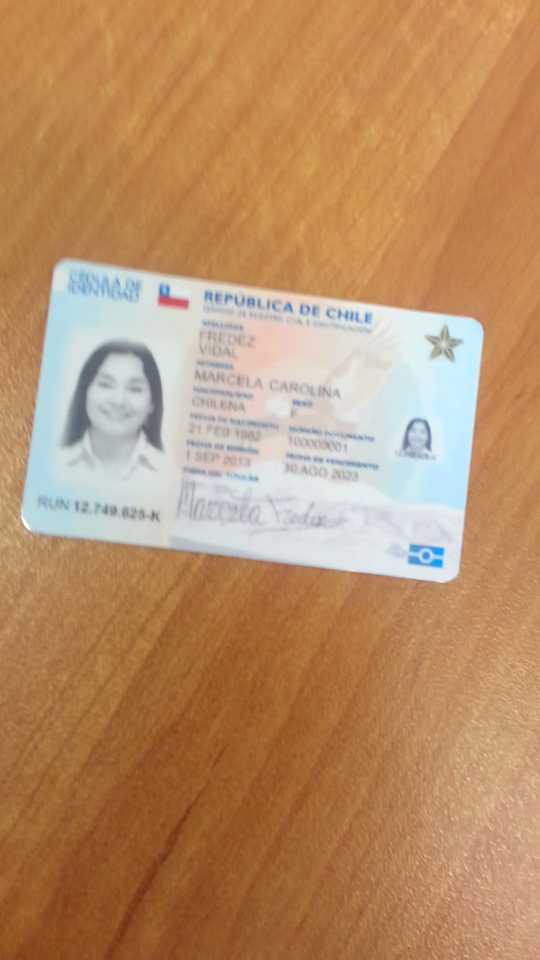 CÉDULA DE
IDENTIDAD
REPÚBLICA DE CHILE
SERVICIO DE REGISTRO CIVIL E IDENTIFICACIÓN
APELLIDOS
FREDEZ
VIDAL
NOMBRES
MARCELA CAROLINA
NACIONALIDAD
SEXO
CHILENA
F
FECHA DE NACIMIENTO
NÚMERO DOCUMENTO
21 FEB 1982
100000001
FECHA DE EMISIÓN
FECHA DE VENCIMIENTO
1 SEP 2013
30 AGO 2023
FIRMA DEL TITULAR
Marcela Fredez
RUN 12.749.625-K